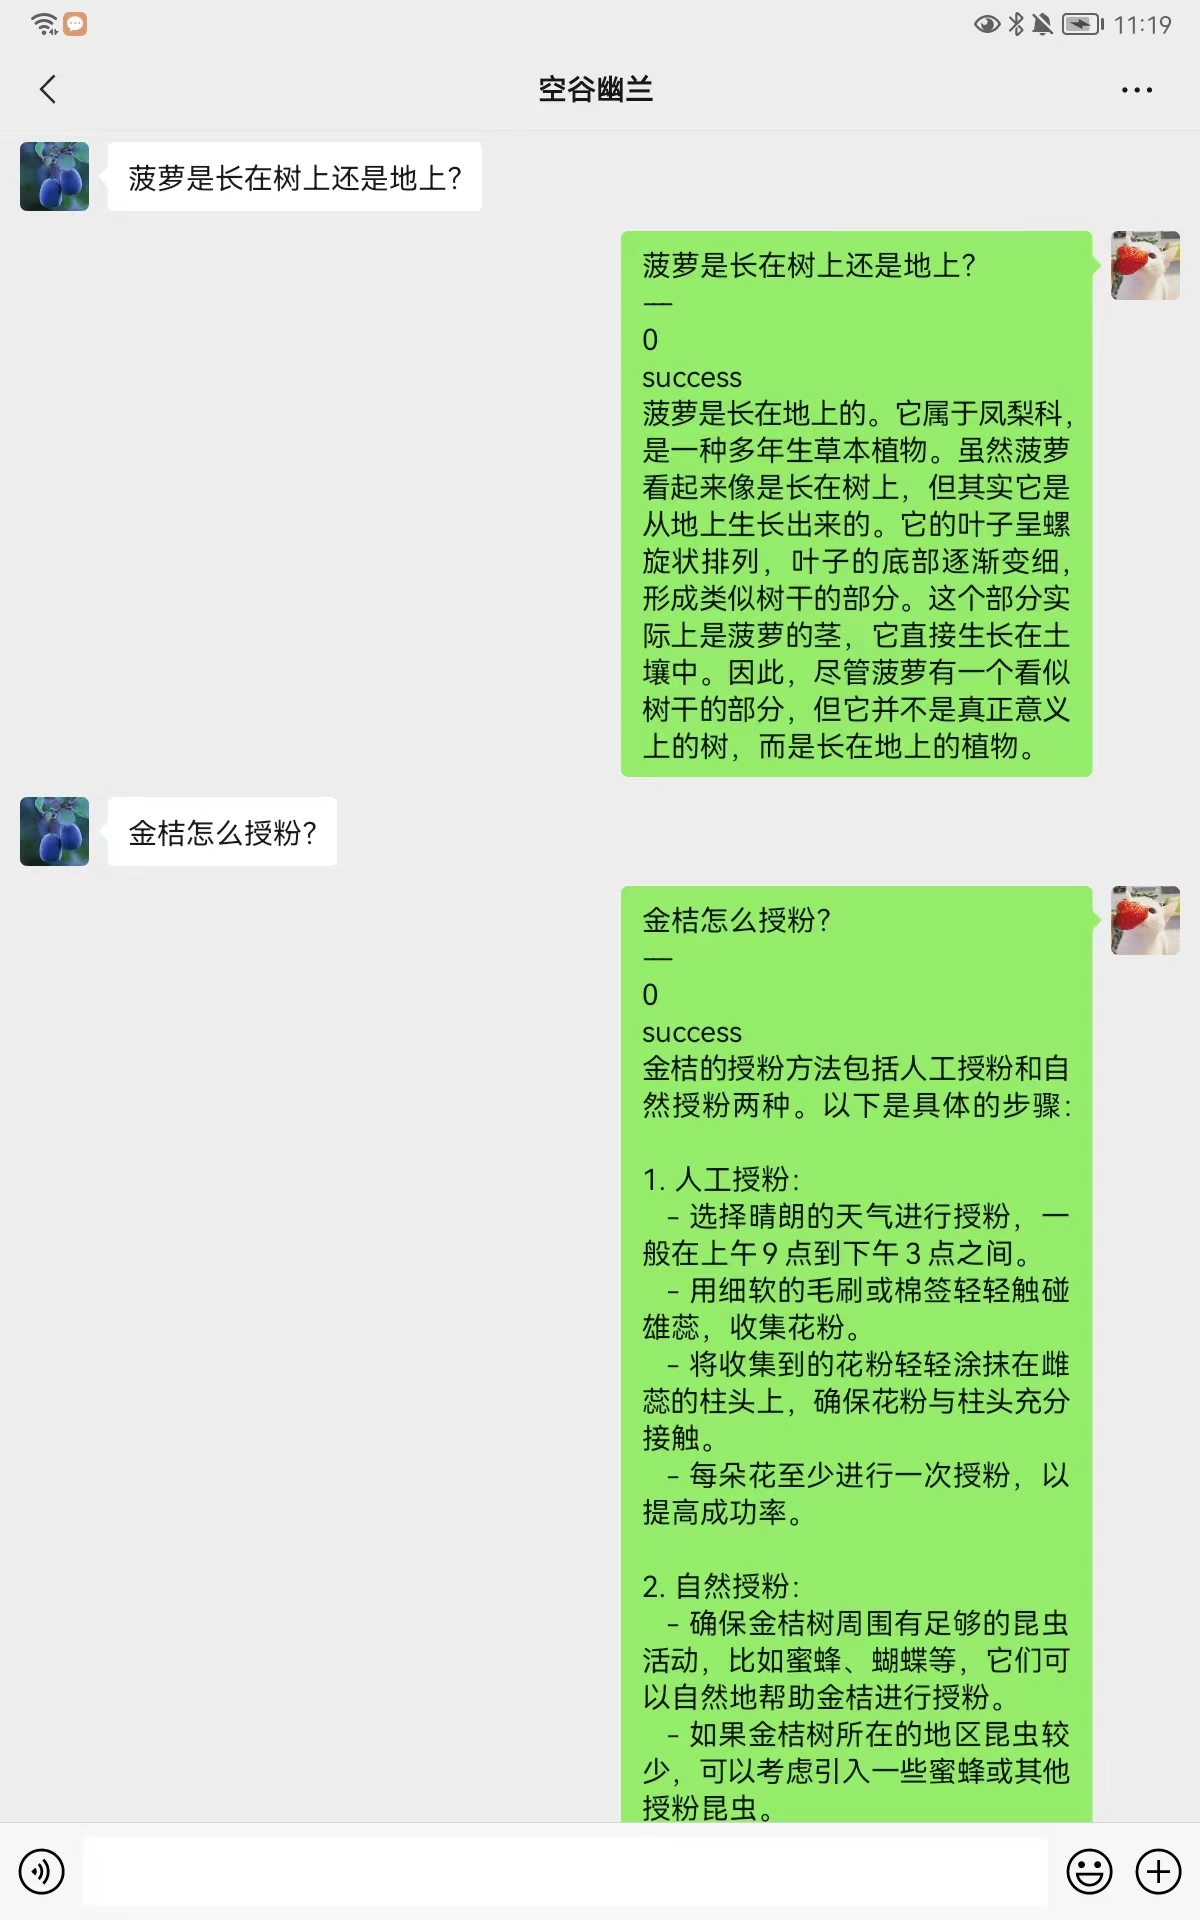 11:19
空谷幽兰
菠萝是长在树上还是地上？
菠萝是长在树上还是地上？
—
0
success
菠萝是长在地上的。它属于凤梨科，
是一种多年生草本植物。虽然菠萝
看起来像是长在树上，但其实它是
从地上生长出来的。它的叶子呈螺
旋状排列，叶子的底部逐渐变细，
形成类似树干的部分。这个部分实
际上是菠萝的茎，它直接生长在土
壤中。因此，尽管菠萝有一个看似
树干的部分，但它并不是真正意义
上的树，而是长在地上的植物。
金桔怎么授粉？
金桔怎么授粉？
—
0
success
金桔的授粉方法包括人工授粉和自
然授粉两种。以下是具体的步骤：
1. 人工授粉：
- 选择晴朗的天气进行授粉，一
般在上午9点到下午3点之间。
- 用细软的毛刷或棉签轻轻触碰
雄蕊，收集花粉。
- 将收集到的花粉轻轻涂抹在雌
蕊的柱头上，确保花粉与柱头充分
接触。
- 每朵花至少进行一次授粉，以
提高成功率。
2. 自然授粉：
- 确保金桔树周围有足够的昆虫
活动，比如蜜蜂、蝴蝶等，它们可
以自然地帮助金桔进行授粉。
- 如果金桔树所在的地区昆虫较
少，可以考虑引入一些蜜蜂或其他
授粉昆虫。